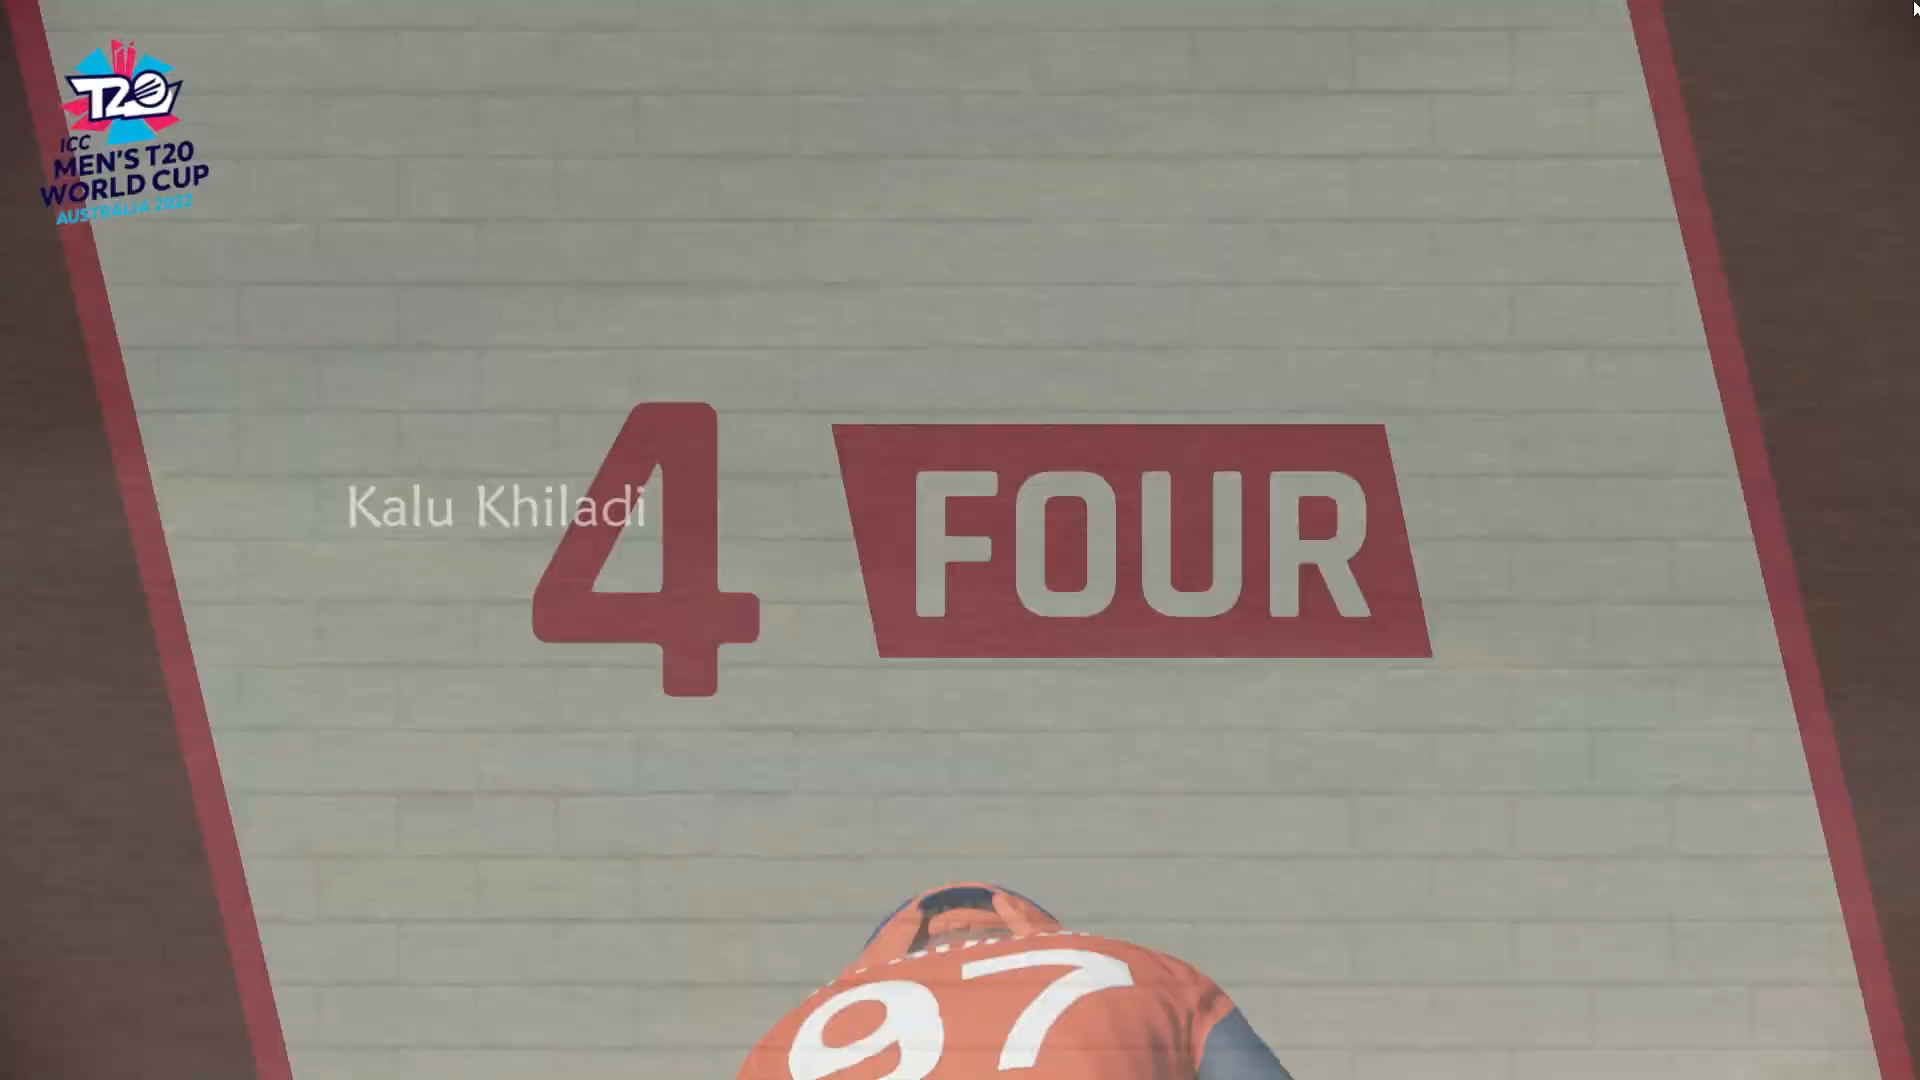 T20
ICC
MEN'S T20
WORLD CUP
AUSTRALIA 2022
Kalu Khiladi
4 FOUR
97